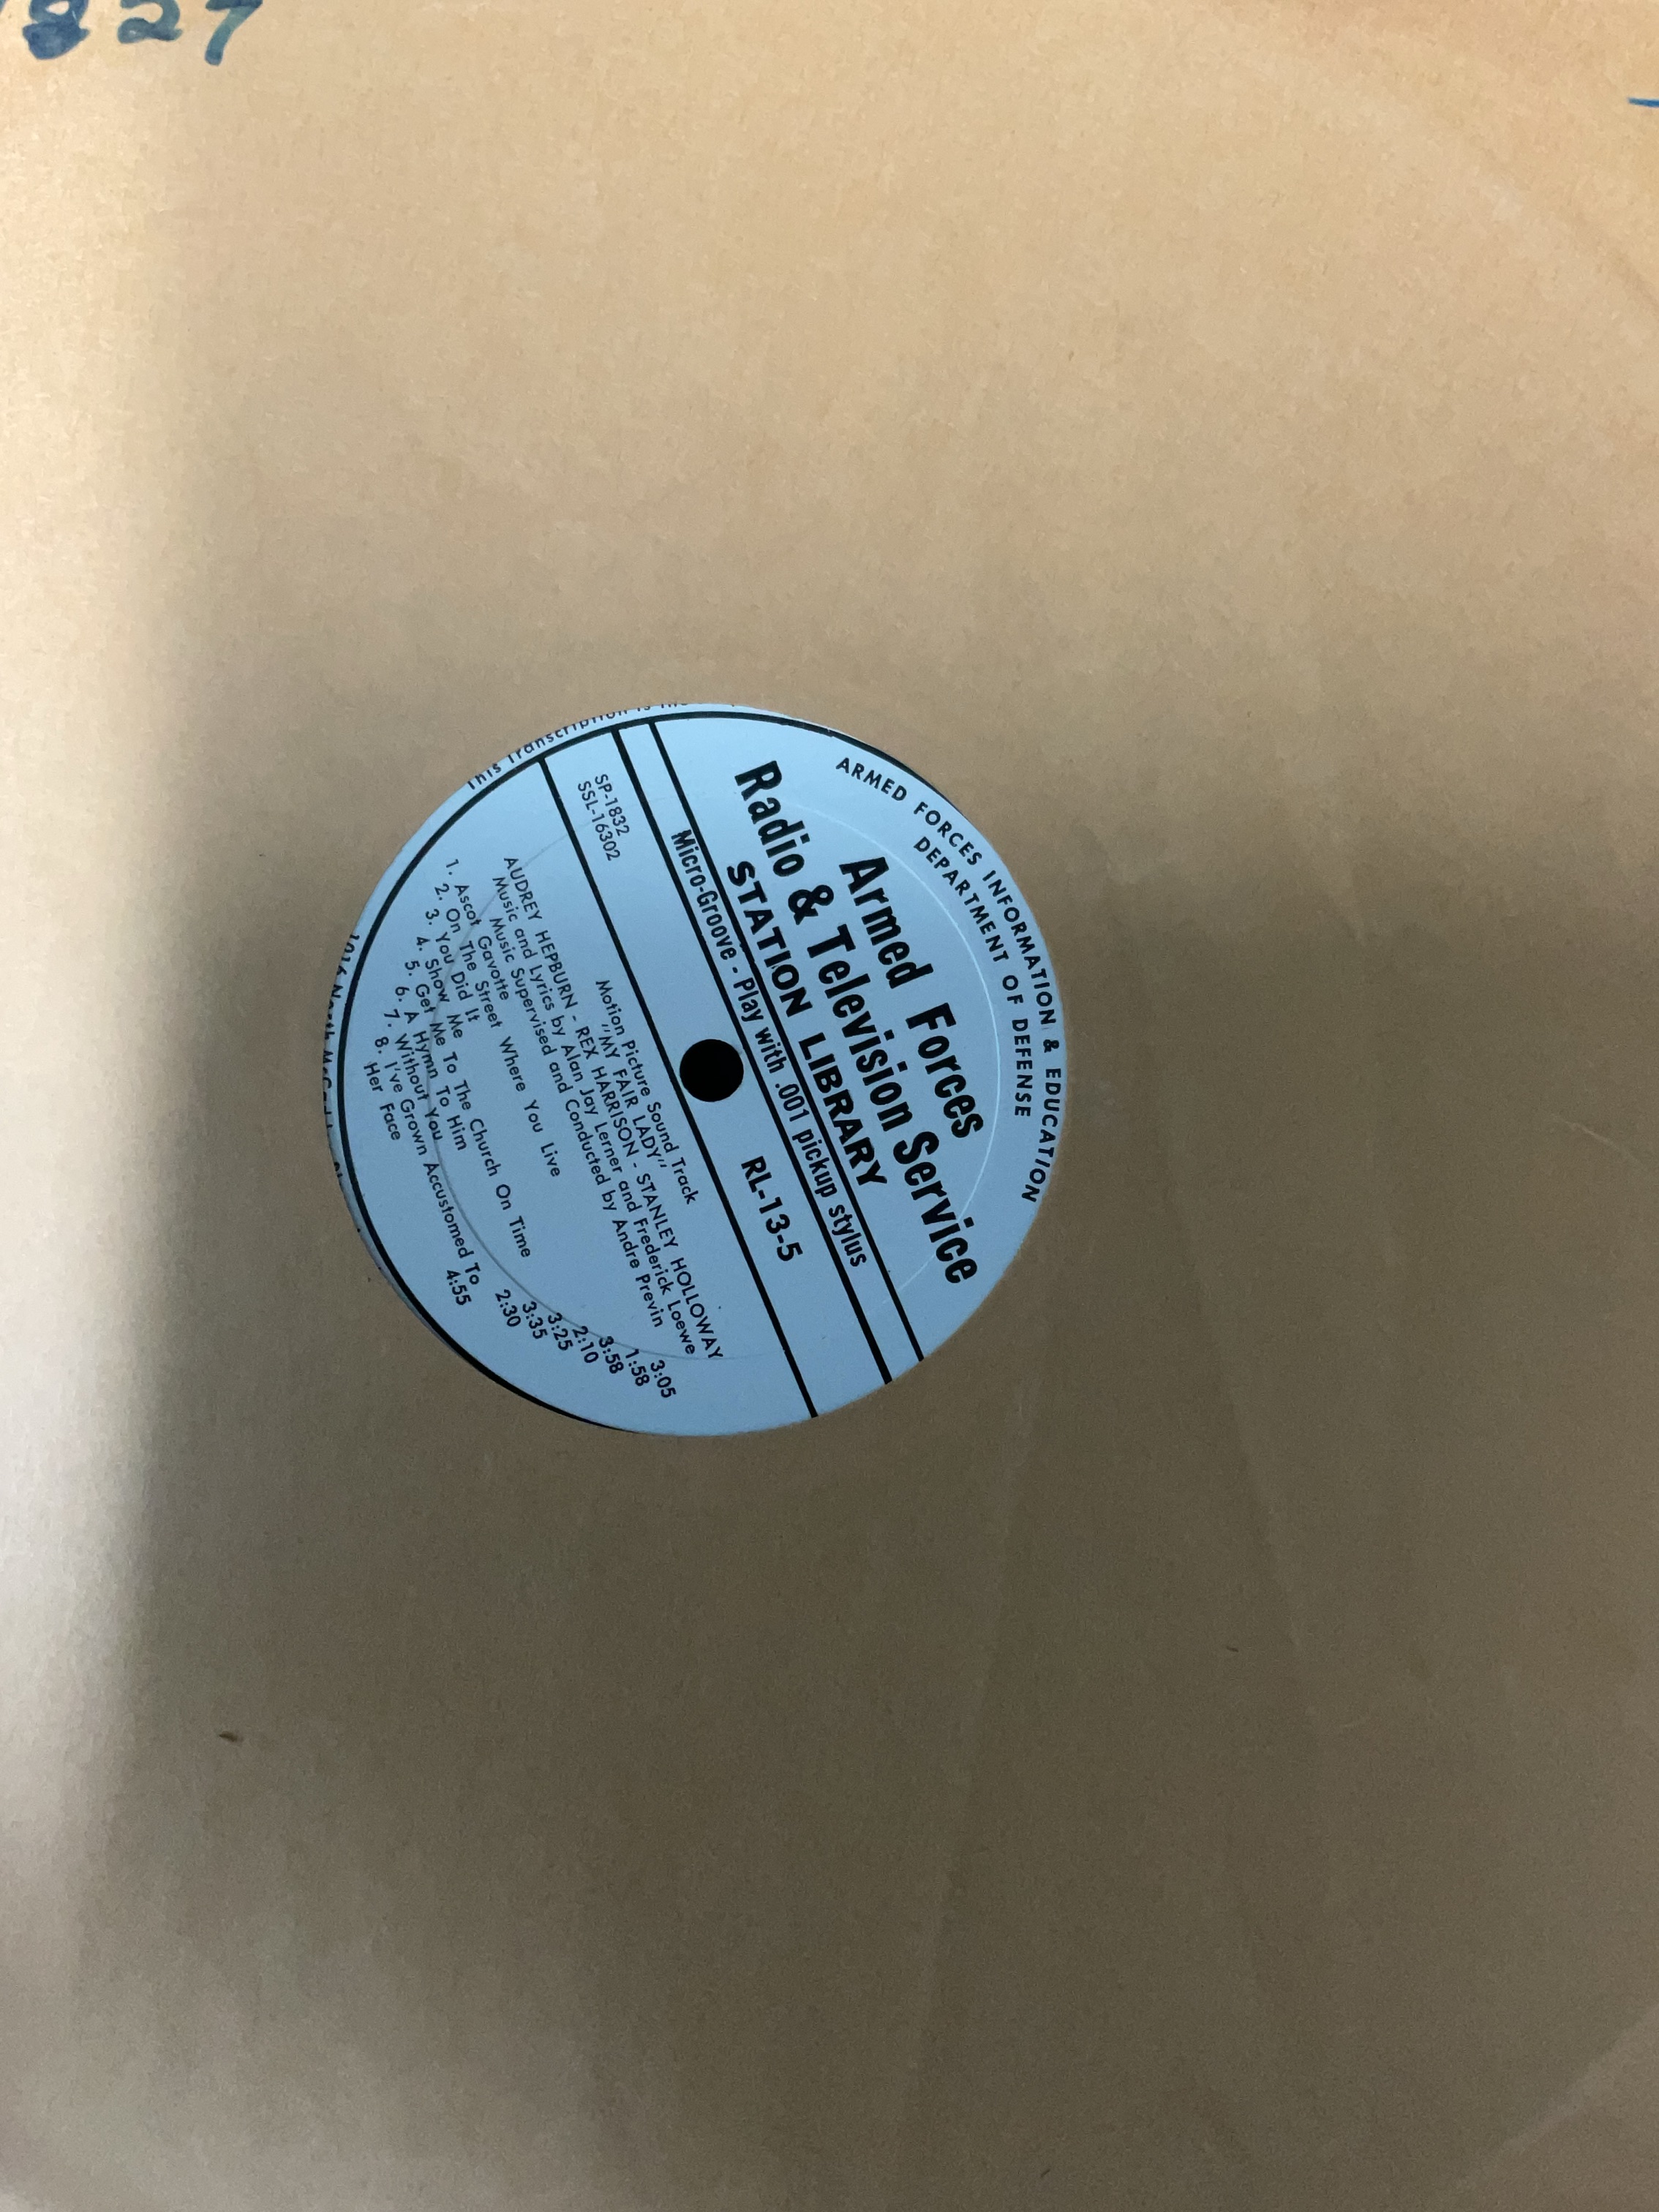 827
ARMED FORCES INFORMATION & EDUCATION
DEPARTMENT OF DEFENSE
Armed Forces
Radio & Television Service
STATION LIBRARY
Micro-Groove - Play with .001 pickup stylus
RL-13-5
SP-1832
SSL-16302
Motion Picture Sound Track
"MY FAIR LADY"
AUDREY HEPBURN - REX HARRISON - STANLEY HOLLOWAY
Music and Lyrics by Alan Jay Lerner and Frederick Loewe
Music Supervised and Conducted by Andre Previn
1. Ascot Gavotte 3:05
2. On The Street Where You Live 1:58
3. You Did It 3:58
4. Show Me 2:10
5. Get Me To The Church On Time 3:25
6. A Hymn To Him 3:35
7. Without You 2:30
8. I've Grown Accustomed To
Her Face 4:55
This Transcription is the
North